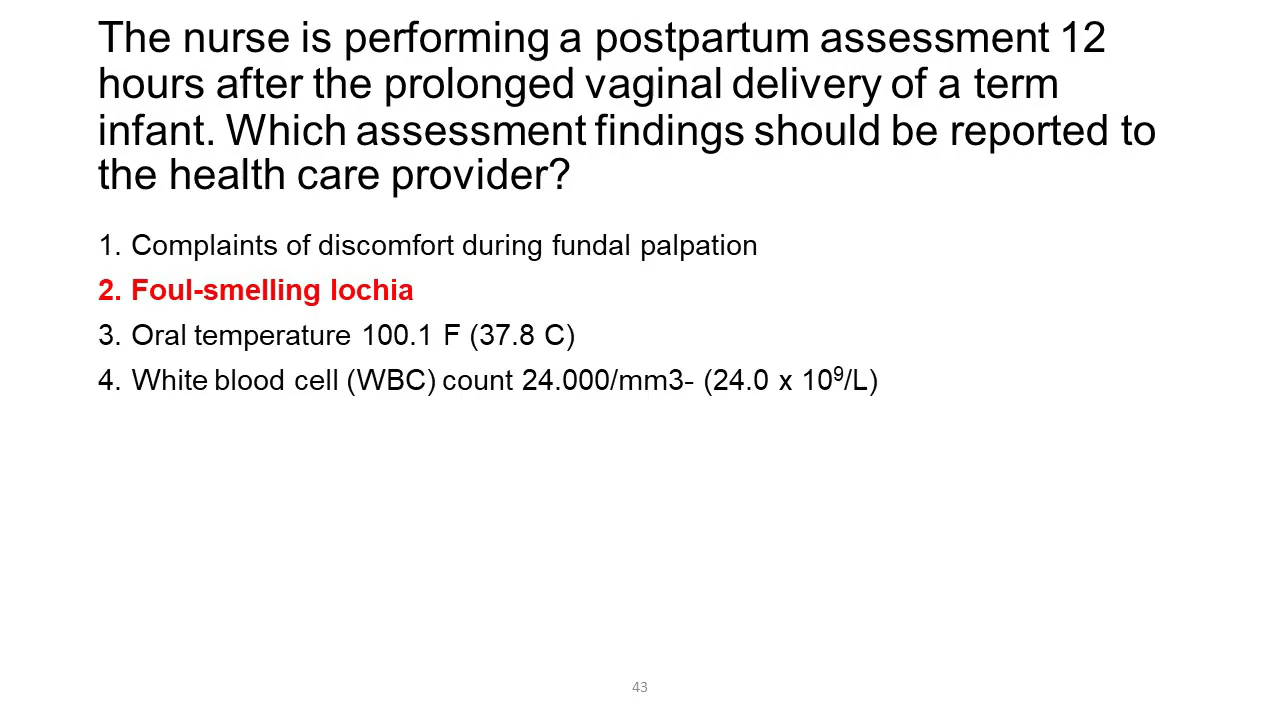 The nurse is performing a postpartum assessment 12
hours after the prolonged vaginal delivery of a term
infant. Which assessment findings should be reported to
the health care provider?
1. Complaints of discomfort during fundal palpation
2. Foul-smelling lochia
3. Oral temperature 100.1 F (37.8 C)
4. White blood cell (WBC) count 24.000/mm3- (24.0 x 10⁹/L)
43